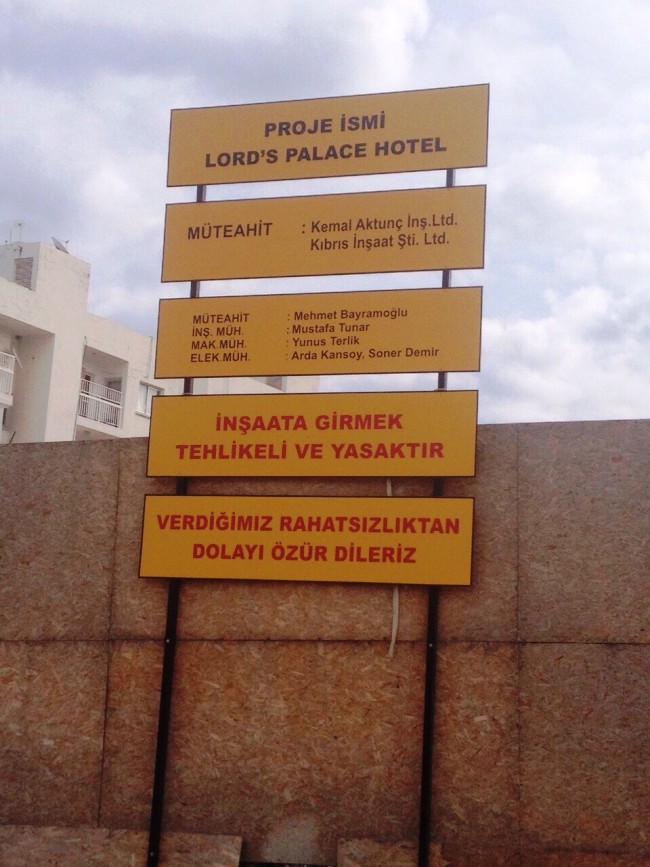 PROJE İSMİ
LORD'S PALACE HOTEL
MÜTEAHİT : Kemal Aktunç İnş.Ltd.
Kıbrıs İnşaat Şti. Ltd.
MÜTEAHİT : Mehmet Bayramoğlu
İNŞ. MÜH. : Mustafa Tunar
MAK.MÜH. : Yunus Terlik
ELEK.MÜH. : Arda Kansoy, Soner Demir
İNŞAATA GİRMEK
TEHLİKELİ VE YASAKTIR
VERDİĞİMIZ RAHATSIZLIKTAN
DOLAYI ÖZÜR DİLERİZ